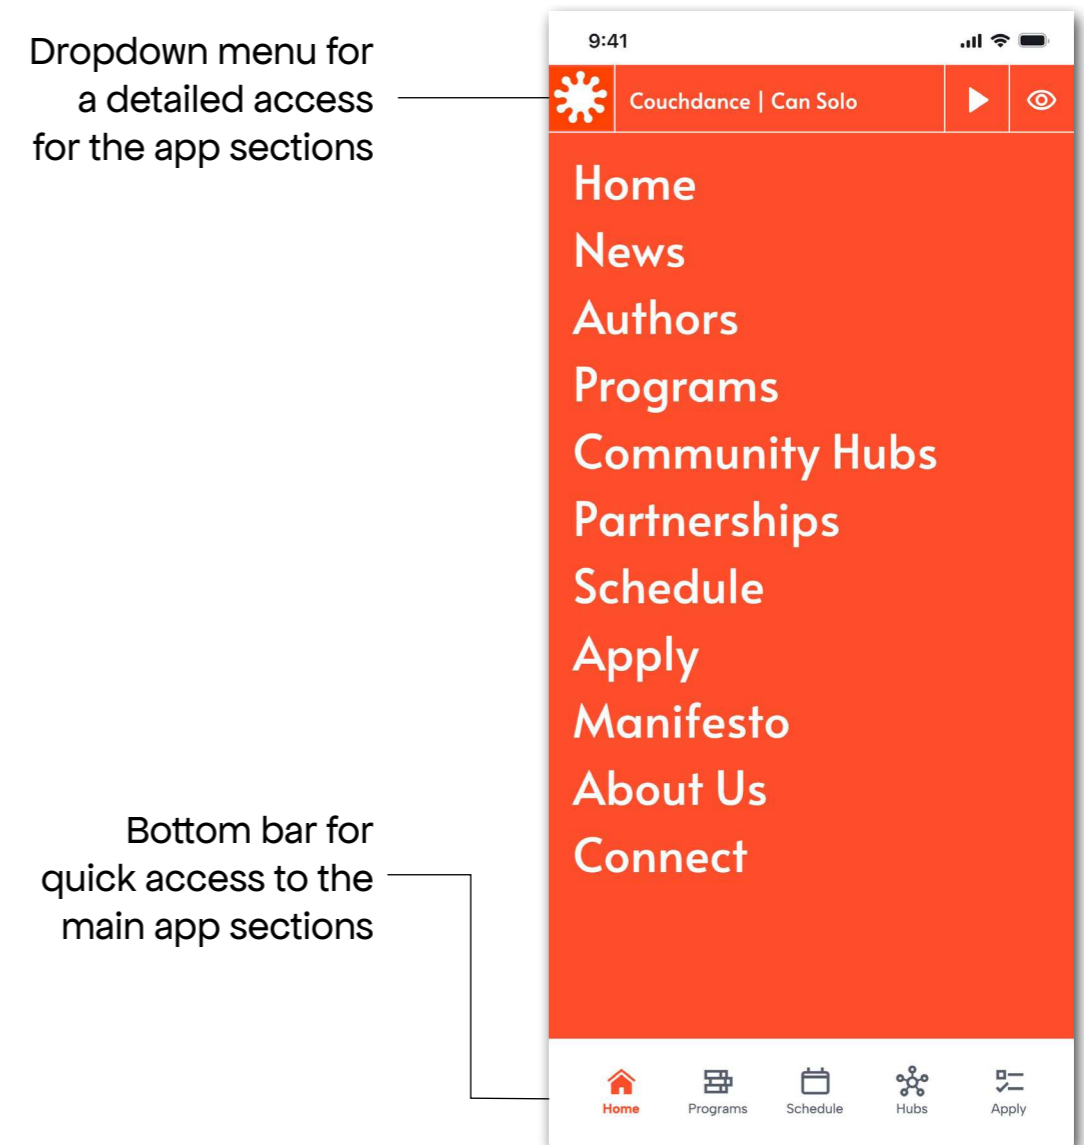 Dropdown menu for
a detailed access
for the app sections
9:41
Couchdance | Can Solo
Home
News
Authors
Programs
Community Hubs
Partnerships
Schedule
Apply
Manifesto
About Us
Connect
Bottom bar for
quick access to the
main app sections
Home
Programs
Schedule
Hubs
Apply